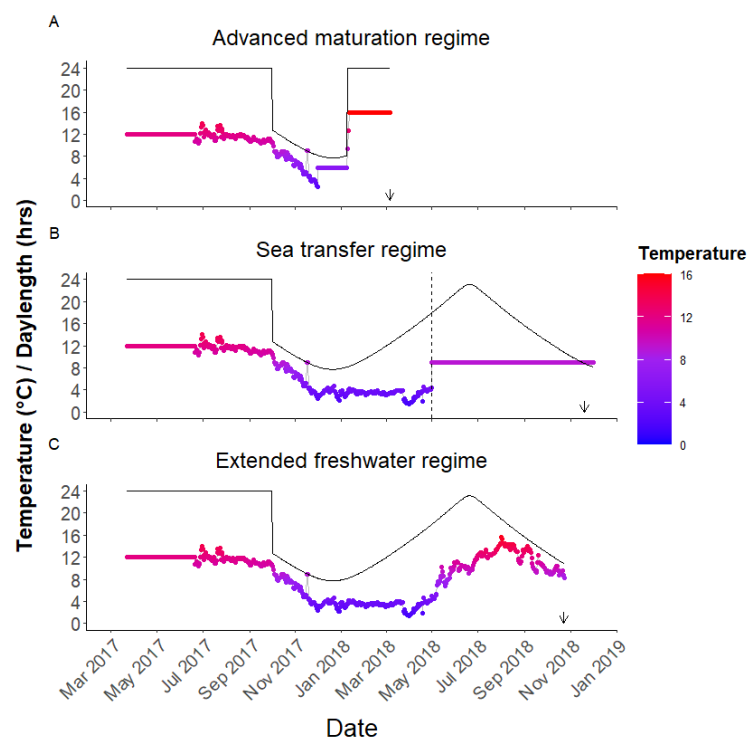 A
Advanced maturation regime
24
20
16
12
8
4
0
B
Sea transfer regime
24
20
16
12
8
4
0
C
Extended freshwater regime
24
20
16
12
8
4
0
Temperature (°C) / Daylength (hrs)
Mar 2017
May 2017
Jul 2017
Sep 2017
Nov 2017
Jan 2018
Mar 2018
May 2018
Jul 2018
Sep 2018
Nov 2018
Jan 2019
Date
Temperature
16
12
8
4
0